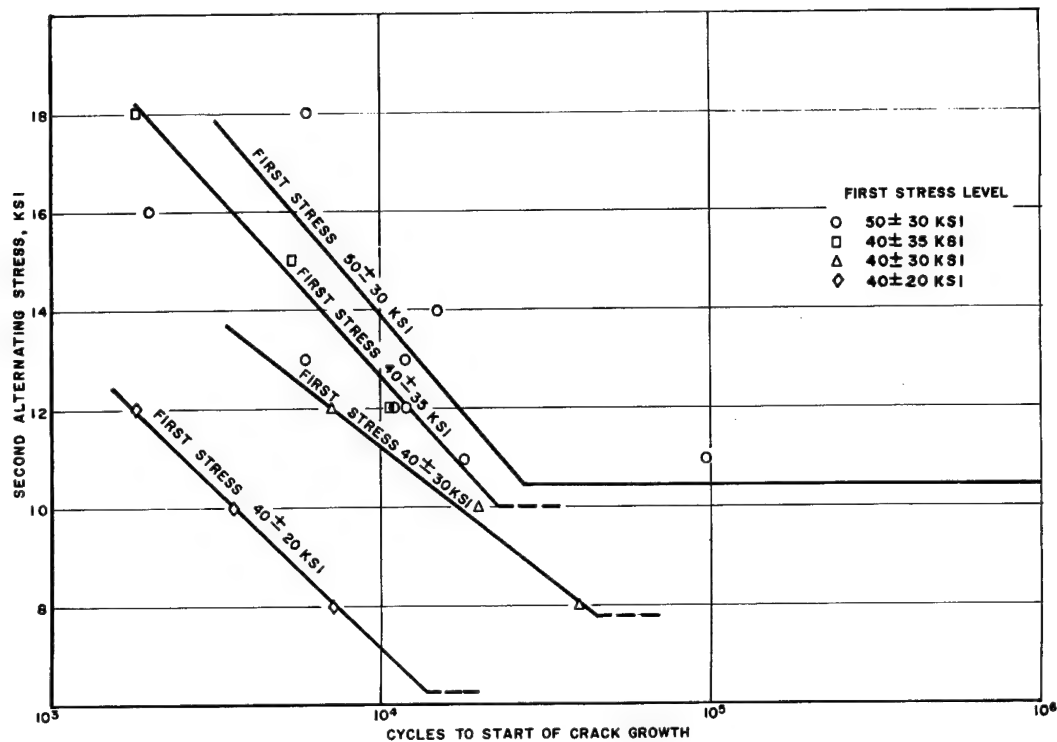 SECOND ALTERNATING STRESS, KSI
18
16
14
12
10
8
10³
10⁴
10⁵
10⁶
CYCLES TO START OF CRACK GROWTH
FIRST STRESS 50±30 KSI
FIRST STRESS 40±35 KSI
FIRST STRESS 40±30 KSI
FIRST STRESS 40±20 KSI
FIRST STRESS LEVEL
○ 50±30 KSI
□ 40±35 KSI
△ 40±30 KSI
◇ 40±20 KSI